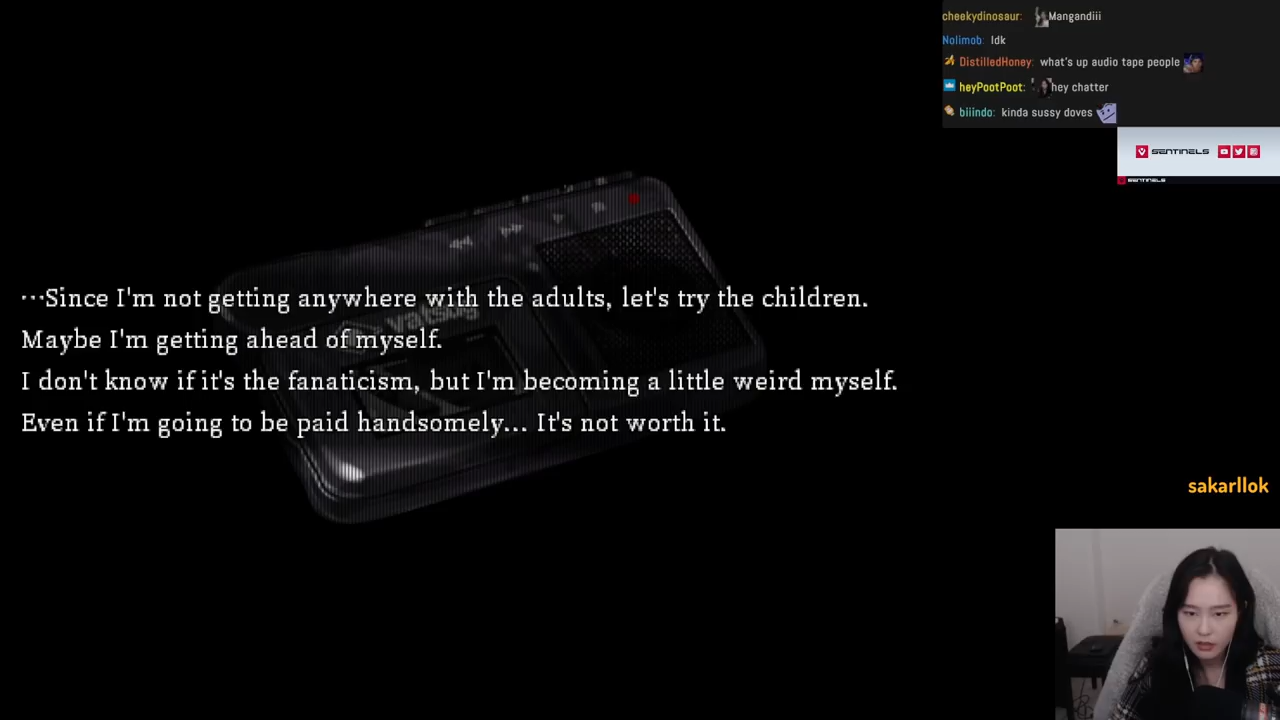 cheekydinosaur: Mangandiii
Nolimob: Idk
DistilledHoney: what's up audio tape people
heyPootPoot: hey chatter
biiindo: kinda sussy doves
SENTINELS
SENTINELS
…Since I'm not getting anywhere with the adults, let's try the children.
Maybe I'm getting ahead of myself.
I don't know if it's the fanaticism, but I'm becoming a little weird myself.
Even if I'm going to be paid handsomely... It's not worth it.
sakarllok